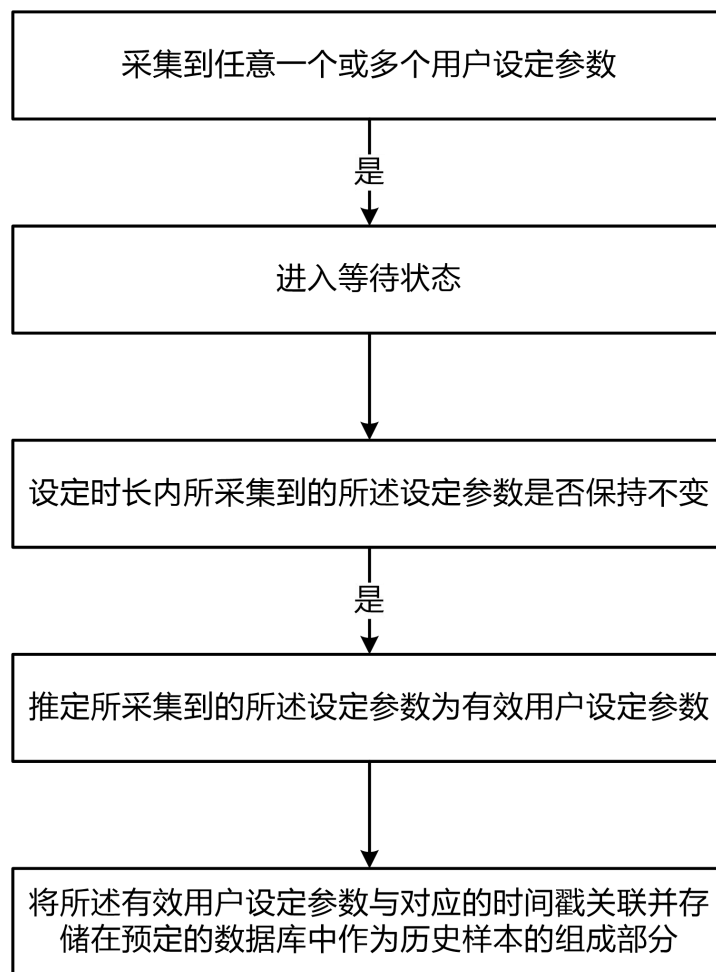 采集到任意一个或多个用户设定参数
是
进入等待状态
设定时长内所采集到的所述设定参数是否保持不变
是
推定所采集到的所述设定参数为有效用户设定参数
将所述有效用户设定参数与对应的时间戳关联并存
储在预定的数据库中作为历史样本的组成部分